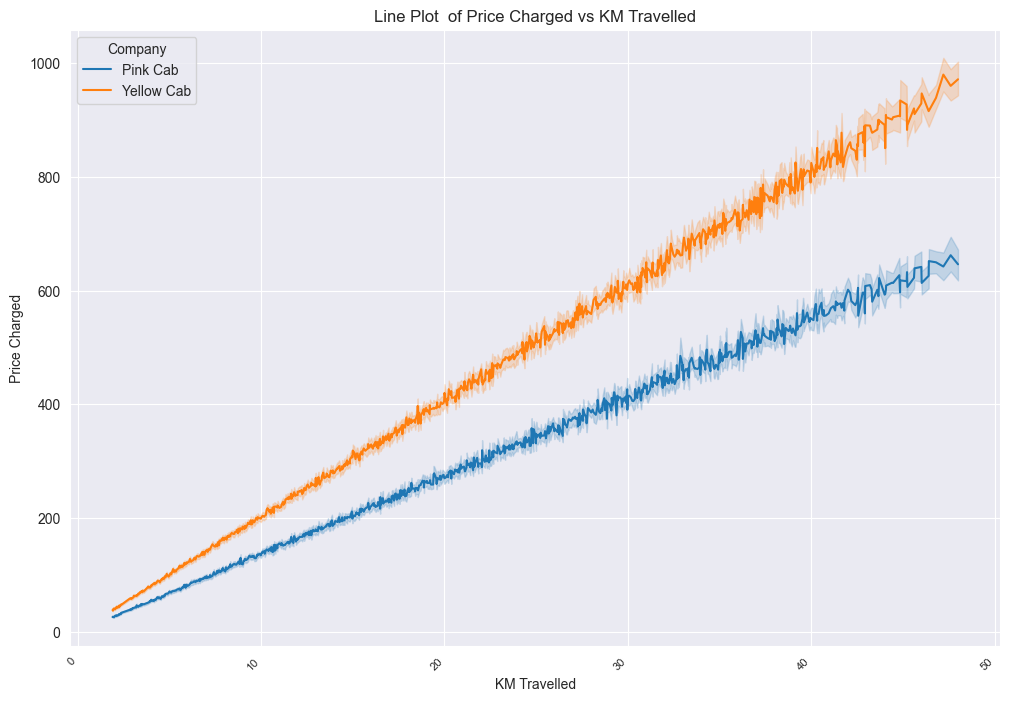 Line Plot  of Price Charged vs KM Travelled
Company
Pink Cab
Yellow Cab
Price Charged
1000
800
600
400
200
0
0
10
20
30
40
50
KM Travelled